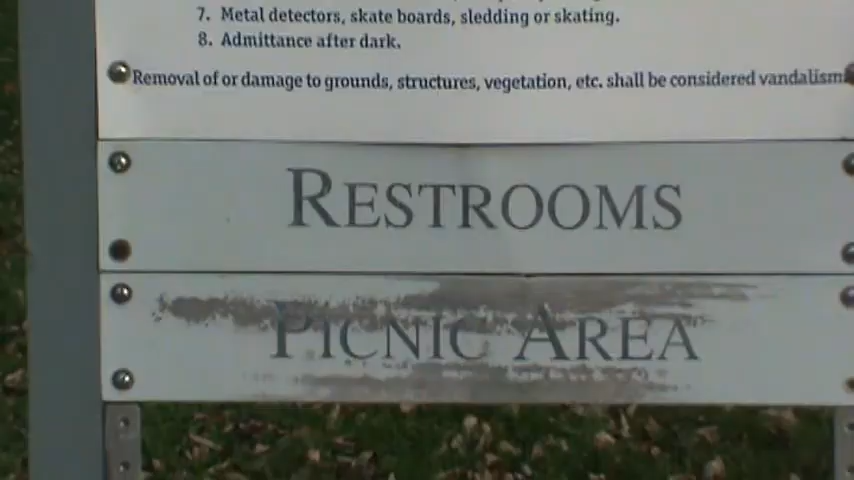 7. Metal detectors, skate boards, sledding or skating.
8. Admittance after dark.
Removal of or damage to grounds, structures, vegetation, etc. shall be considered vandalism
RESTROOMS
PICNIC AREA